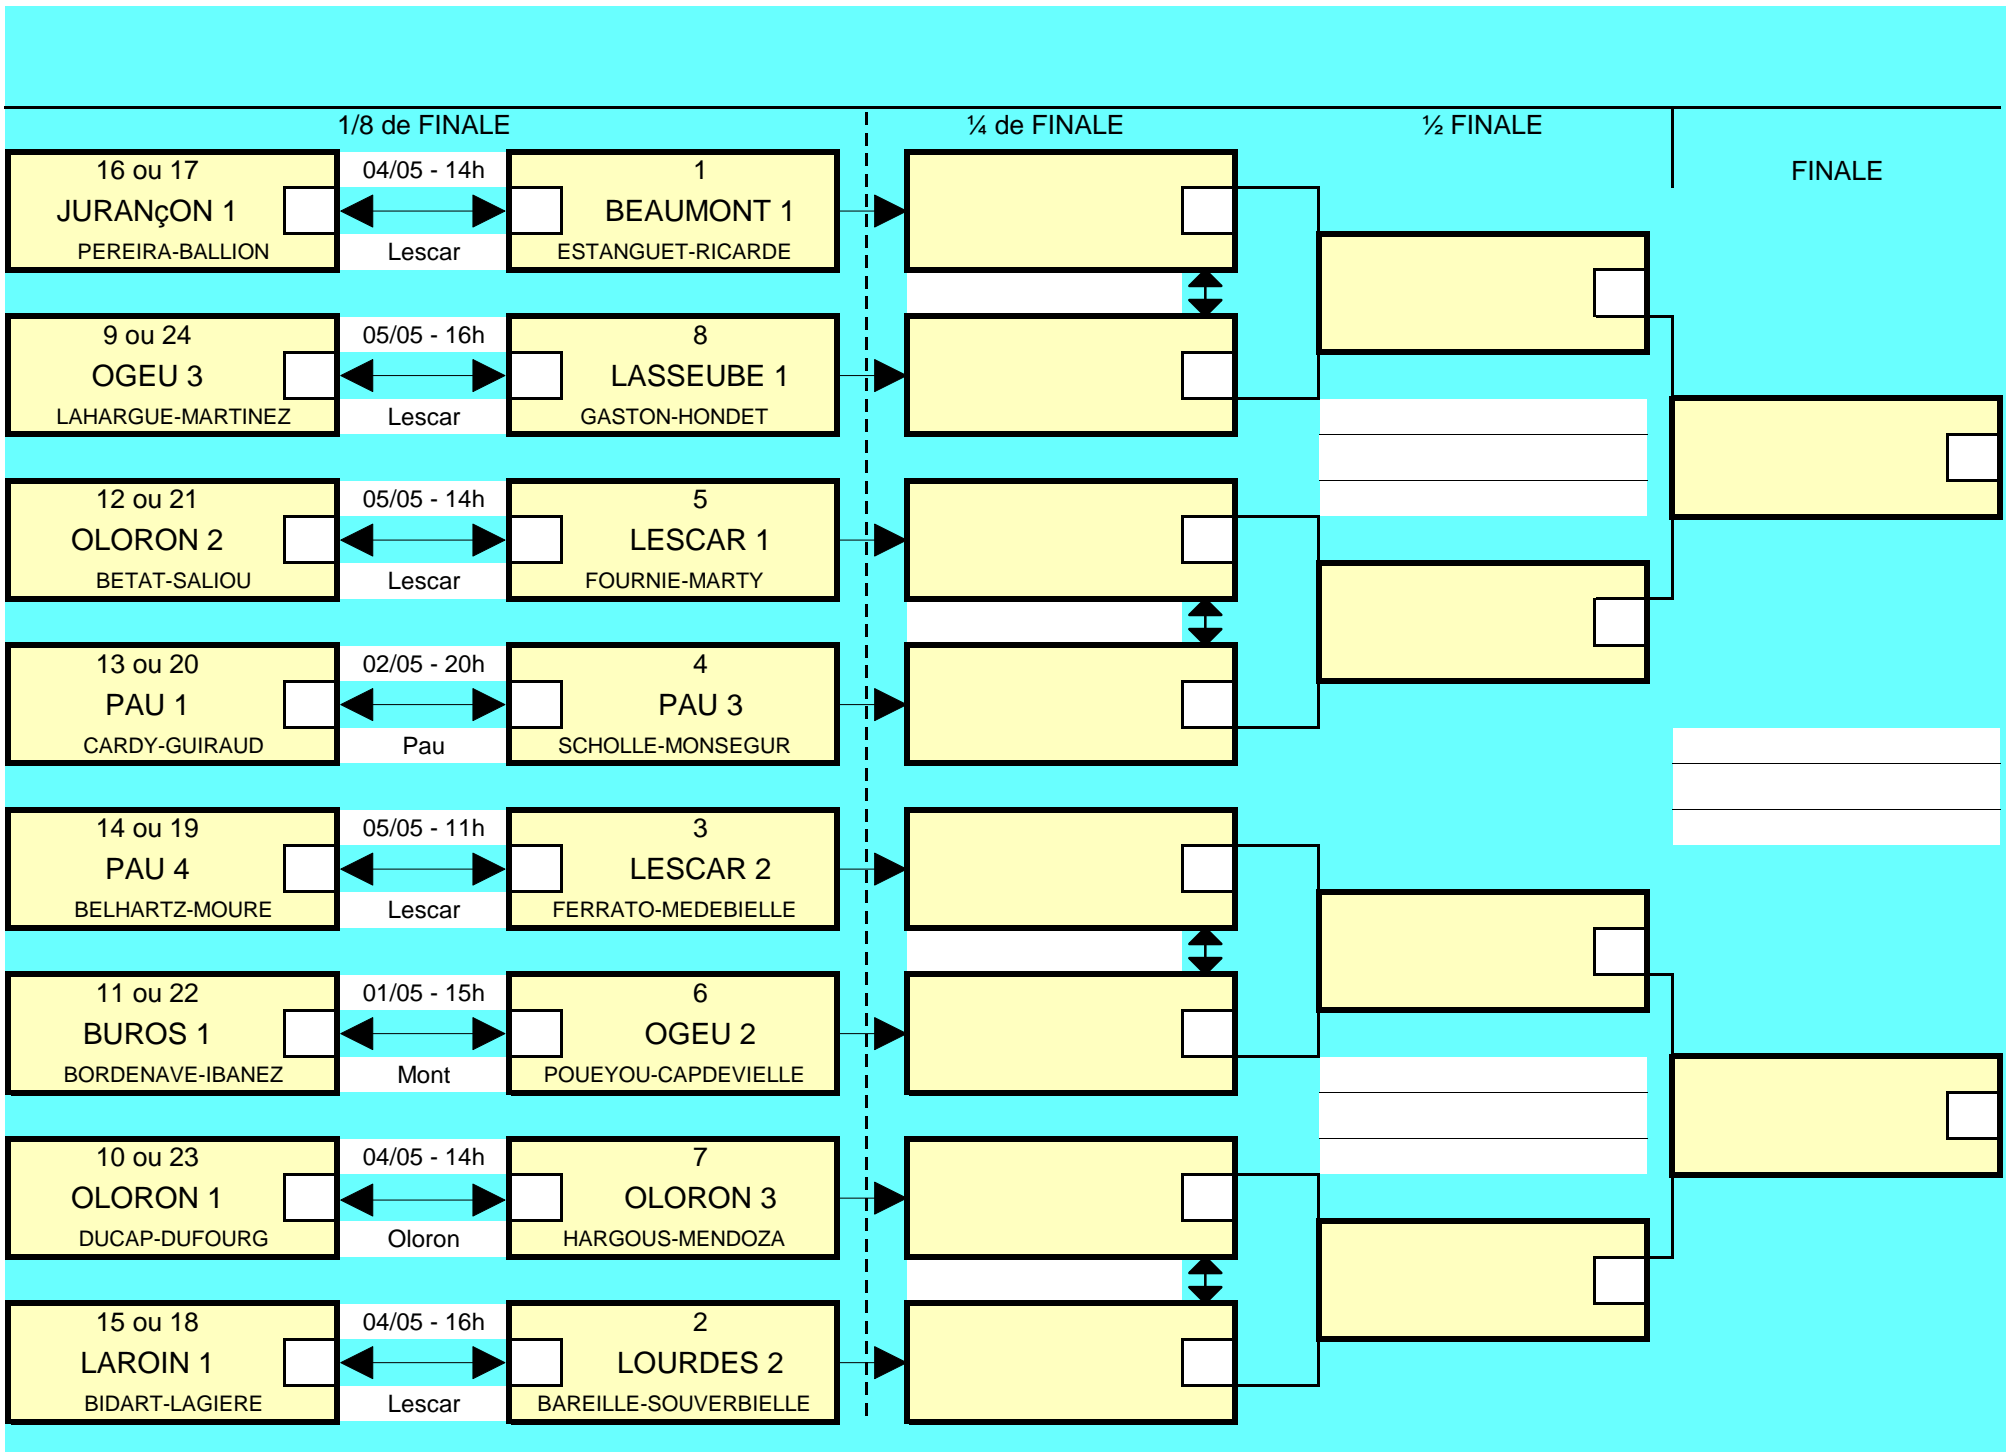 1/8 de FINALE
¼ de FINALE
½ FINALE
FINALE
16 ou 17
04/05 - 14h
1
JURANçON 1
BEAUMONT 1
PEREIRA-BALLION
Lescar
ESTANGUET-RICARDE
9 ou 24
05/05 - 16h
8
OGEU 3
LASSEUBE 1
LAHARGUE-MARTINEZ
Lescar
GASTON-HONDET
12 ou 21
05/05 - 14h
5
OLORON 2
LESCAR 1
BETAT-SALIOU
Lescar
FOURNIE-MARTY
13 ou 20
02/05 - 20h
4
PAU 1
PAU 3
CARDY-GUIRAUD
Pau
SCHOLLE-MONSEGUR
14 ou 19
05/05 - 11h
3
PAU 4
LESCAR 2
BELHARTZ-MOURE
Lescar
FERRATO-MEDEBIELLE
11 ou 22
01/05 - 15h
6
BUROS 1
OGEU 2
BORDENAVE-IBANEZ
Mont
POUEYOU-CAPDEVIELLE
10 ou 23
04/05 - 14h
7
OLORON 1
OLORON 3
DUCAP-DUFOURG
Oloron
HARGOUS-MENDOZA
15 ou 18
04/05 - 16h
2
LAROIN 1
LOURDES 2
BIDART-LAGIERE
Lescar
BAREILLE-SOUVERBIELLE